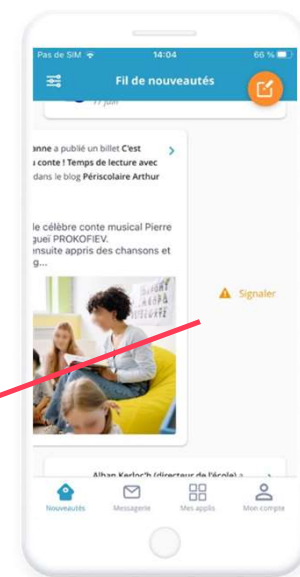 Pas de SIM 14:04 66 %
Fil de nouveautés
17 juin
anne a publié un billet C'est
u conte ! Temps de lecture avec
dans le blog Périscolaire Arthur
le célèbre conte musical Pierre
gueï PROKOFIEV.
ensuite appris des chansons et
g...
Signaler
Alban Kerloc'h (directeur de l'école) a
Nouveautés Messagerie Mes applis Mon compte